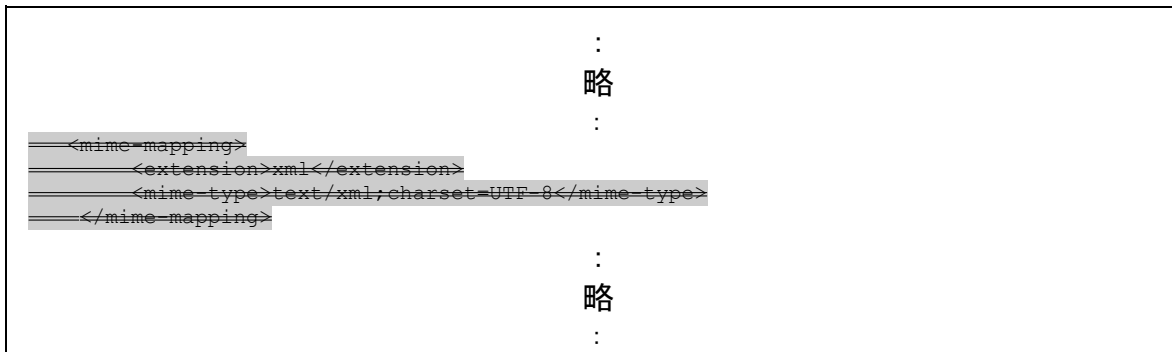 :
略
:
<mime-mapping>
<extension>xml</extension>
<mime-type>text/xml;charset=UTF-8</mime-type>
</mime-mapping>
:
略
: